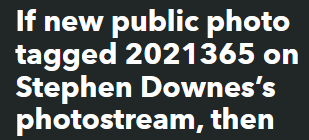 If new public photo
tagged 2021365 on
Stephen Downes's
photostream, then